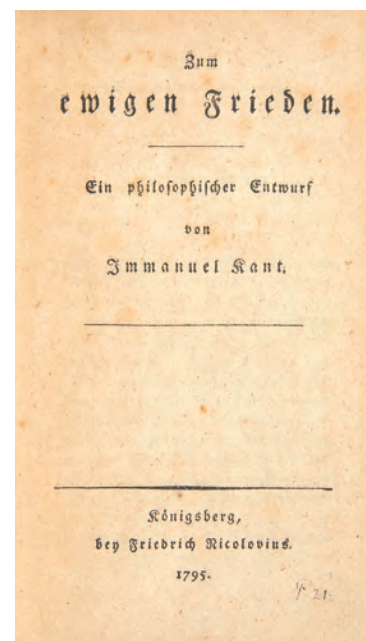 Zum
ewigen Frieden.
Ein philosophischer Entwurf
von
Immanuel Kant.
Königsberg,
bey Friedrich Nicolovius.
1795.